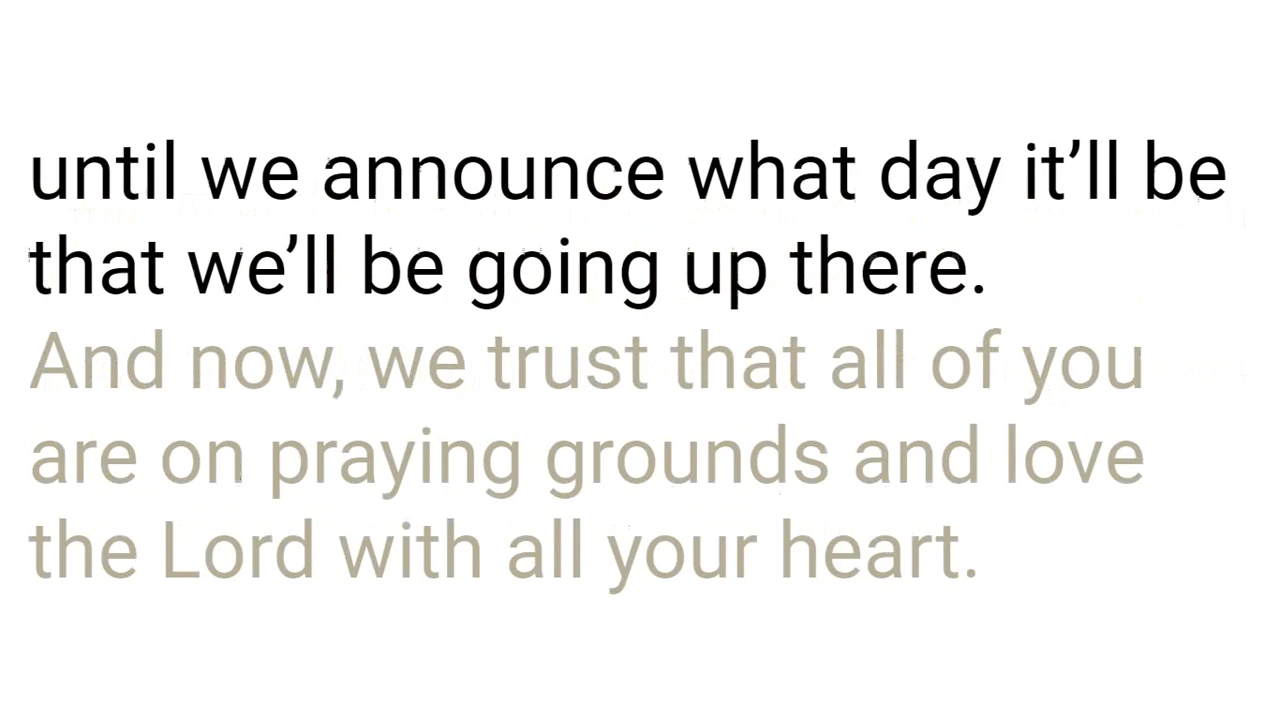 until we announce what day it’ll be
that we’ll be going up there.
And now, we trust that all of you
are on praying grounds and love
the Lord with all your heart.